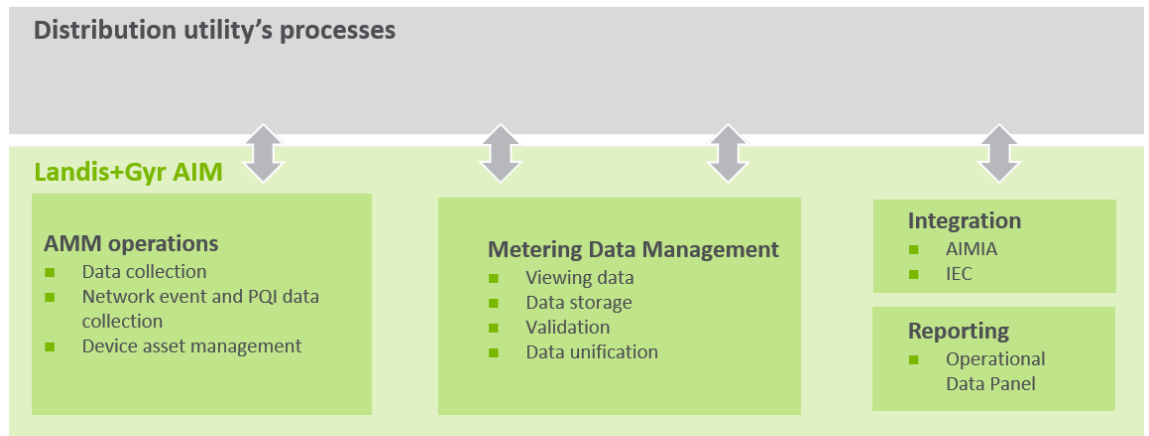 Distribution utility's processes
Landis+Gyr AIM
AMM operations
Data collection
Network event and PQI data
collection
Device asset management
Metering Data Management
Viewing data
Data storage
Validation
Data unification
Integration
AIMIA
IEC
Reporting
Operational
Data Panel